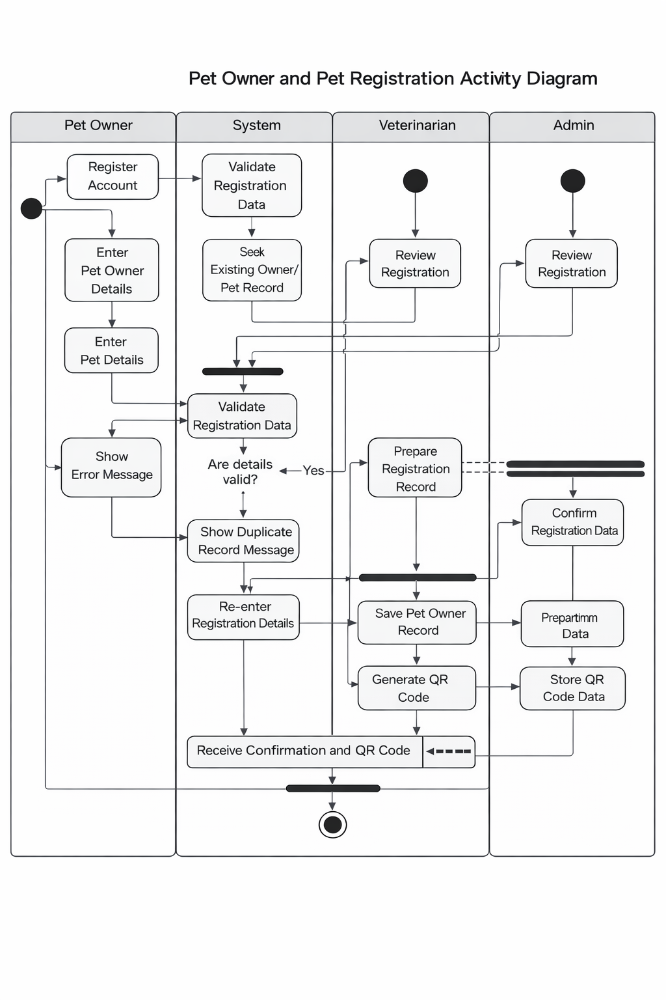 Pet Owner and Pet Registration Activity Diagram
Pet Owner
System
Veterinarian
Admin
Register
Account
Validate
Registration
Data
Enter
Pet Owner
Details
Seek
Existing Owner/
Pet Record
Review
Registration
Review
Registration
Enter
Pet Details
Validate
Registration Data
Show
Error Message
Are details
valid?
Yes
Prepare
Registration
Record
Show Duplicate
Record Message
Confirm
Registration Data
Re-enter
Registration Details
Save Pet Owner
Record
Prepartimm
Data
Generate QR
Code
Store QR
Code Data
Receive Confirmation and QR Code